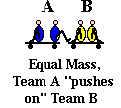 A B
Equal Mass,
Team A "pushes
on" Team B